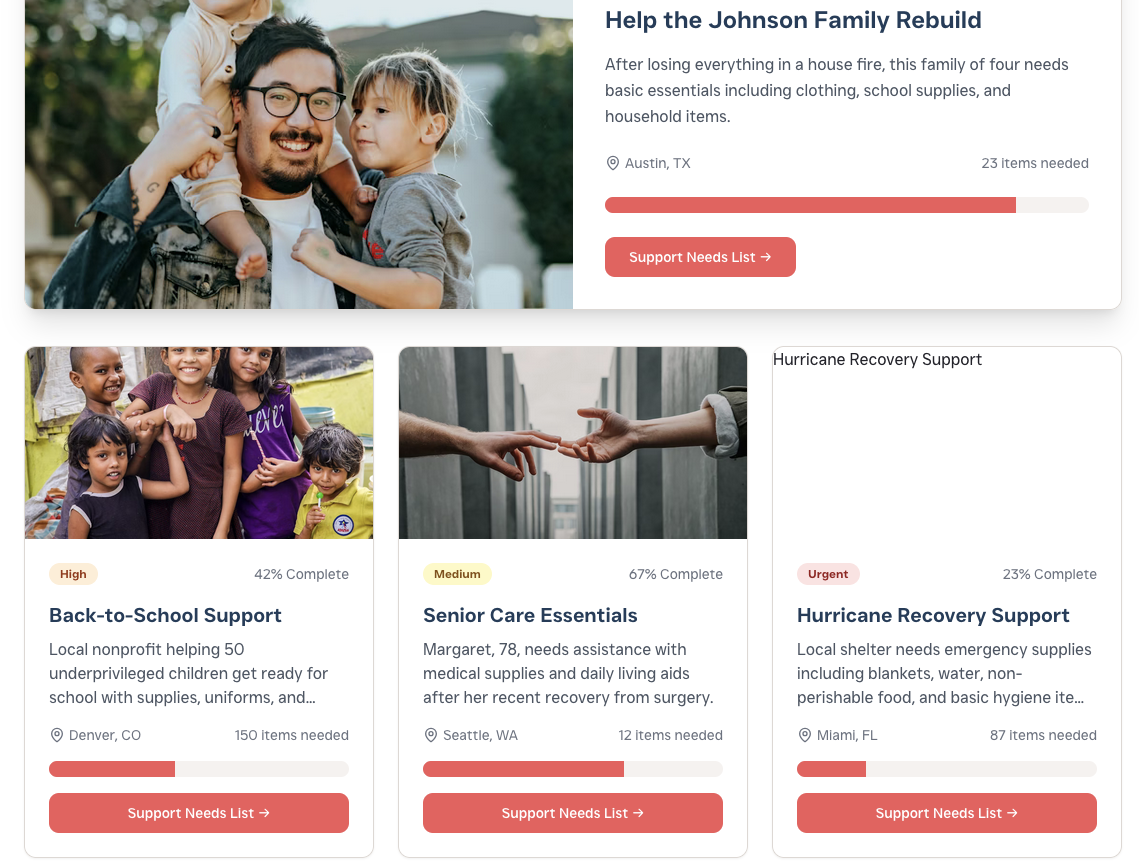 Help the Johnson Family Rebuild
After losing everything in a house fire, this family of four needs
basic essentials including clothing, school supplies, and
household items.
Austin, TX
23 items needed
Support Needs List →
High
42% Complete
Back-to-School Support
Local nonprofit helping 50
underprivileged children get ready for
school with supplies, uniforms, and...
Denver, CO
150 items needed
Support Needs List →
Medium
67% Complete
Senior Care Essentials
Margaret, 78, needs assistance with
medical supplies and daily living aids
after her recent recovery from surgery.
Seattle, WA
12 items needed
Support Needs List →
Hurricane Recovery Support
Urgent
23% Complete
Hurricane Recovery Support
Local shelter needs emergency supplies
including blankets, water, non-
perishable food, and basic hygiene ite...
Miami, FL
87 items needed
Support Needs List →